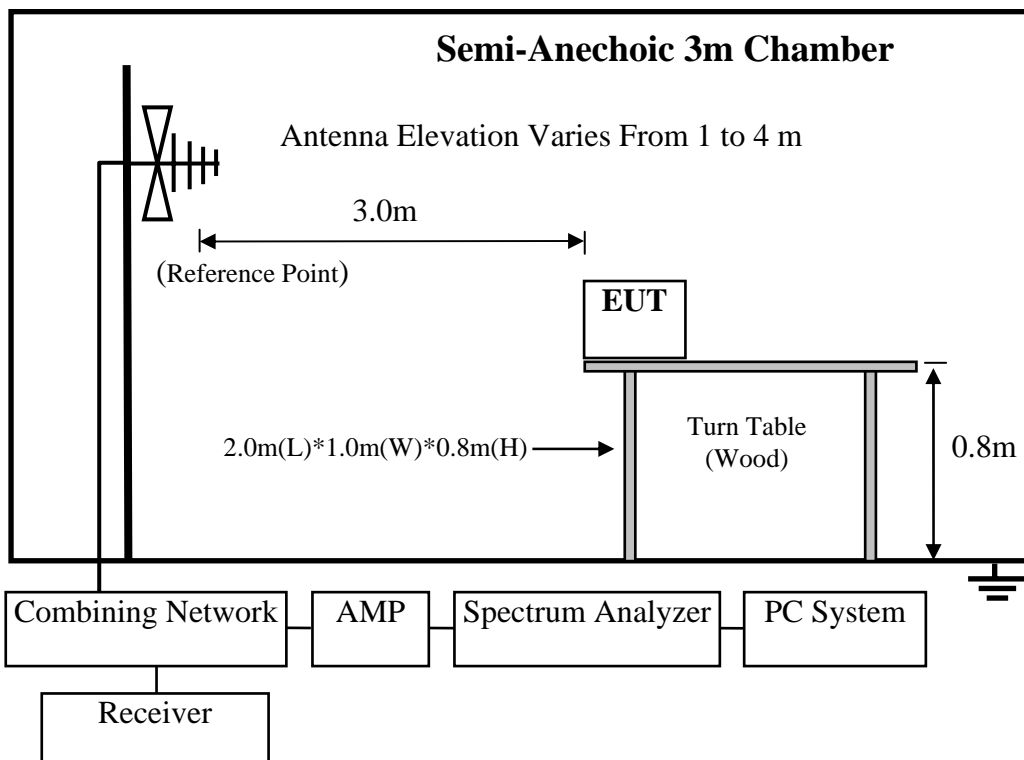 Semi-Anechoic 3m Chamber
Antenna Elevation Varies From 1 to 4 m
3.0m
(Reference Point)
EUT
2.0m(L)*1.0m(W)*0.8m(H)
Turn Table
(Wood)
0.8m
Combining Network
AMP
Spectrum Analyzer
PC System
Receiver